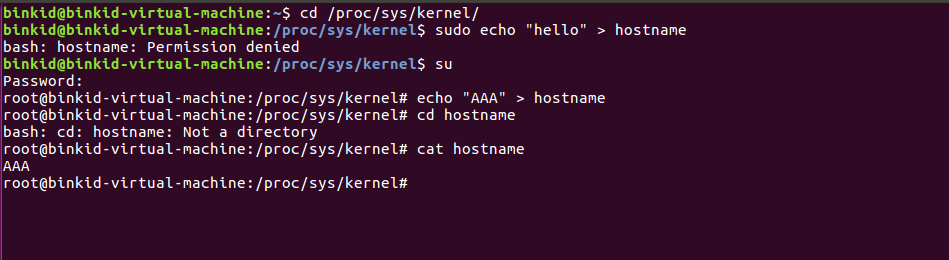 binkid@binkid-virtual-machine:~$ cd /proc/sys/kernel/
binkid@binkid-virtual-machine:/proc/sys/kernel$ sudo echo "hello" > hostname
bash: hostname: Permission denied
binkid@binkid-virtual-machine:/proc/sys/kernel$ su
Password:
root@binkid-virtual-machine:/proc/sys/kernel# echo "AAA" > hostname
root@binkid-virtual-machine:/proc/sys/kernel# cd hostname
bash: cd: hostname: Not a directory
root@binkid-virtual-machine:/proc/sys/kernel# cat hostname
AAA
root@binkid-virtual-machine:/proc/sys/kernel#